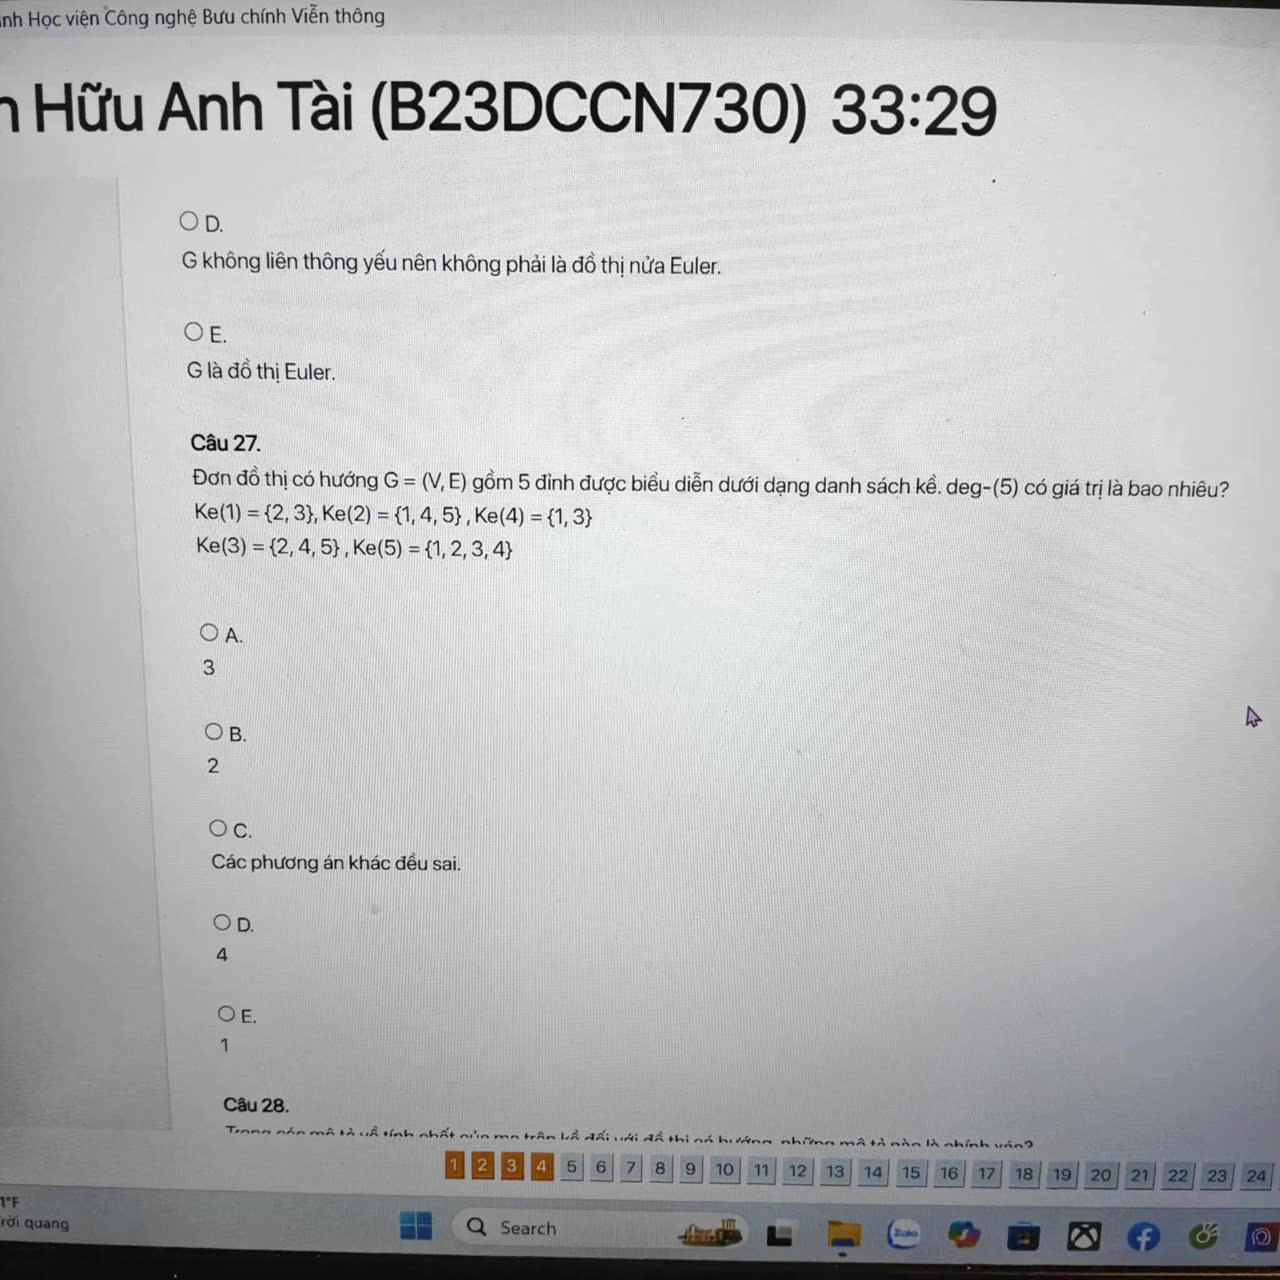 Học viện Công nghệ Bưu chính Viễn thông
Hữu Anh Tài (B23DCCN730) 33:29
D.
G không liên thông yếu nên không phải là đồ thị nửa Euler.
E.
G là đồ thị Euler.
Câu 27.
Đơn đồ thị có hướng G = (V, E) gồm 5 đỉnh được biểu diễn dưới dạng danh sách kề. deg-(5) có giá trị là bao nhiêu?
Ke(1) = {2, 3}, Ke(2) = {1, 4, 5} , Ke(4) = {1, 3}
Ke(3) = {2, 4, 5} , Ke(5) = {1, 2, 3, 4}
A.
3
B.
2
C.
Các phương án khác đều sai.
D.
4
E.
1
Câu 28.
1 2 3 4 5 6 7 8 9 10 11 12 13 14 15 16 17 18 19 20 21 22 23 24
1°F
quang
Search
Zalo